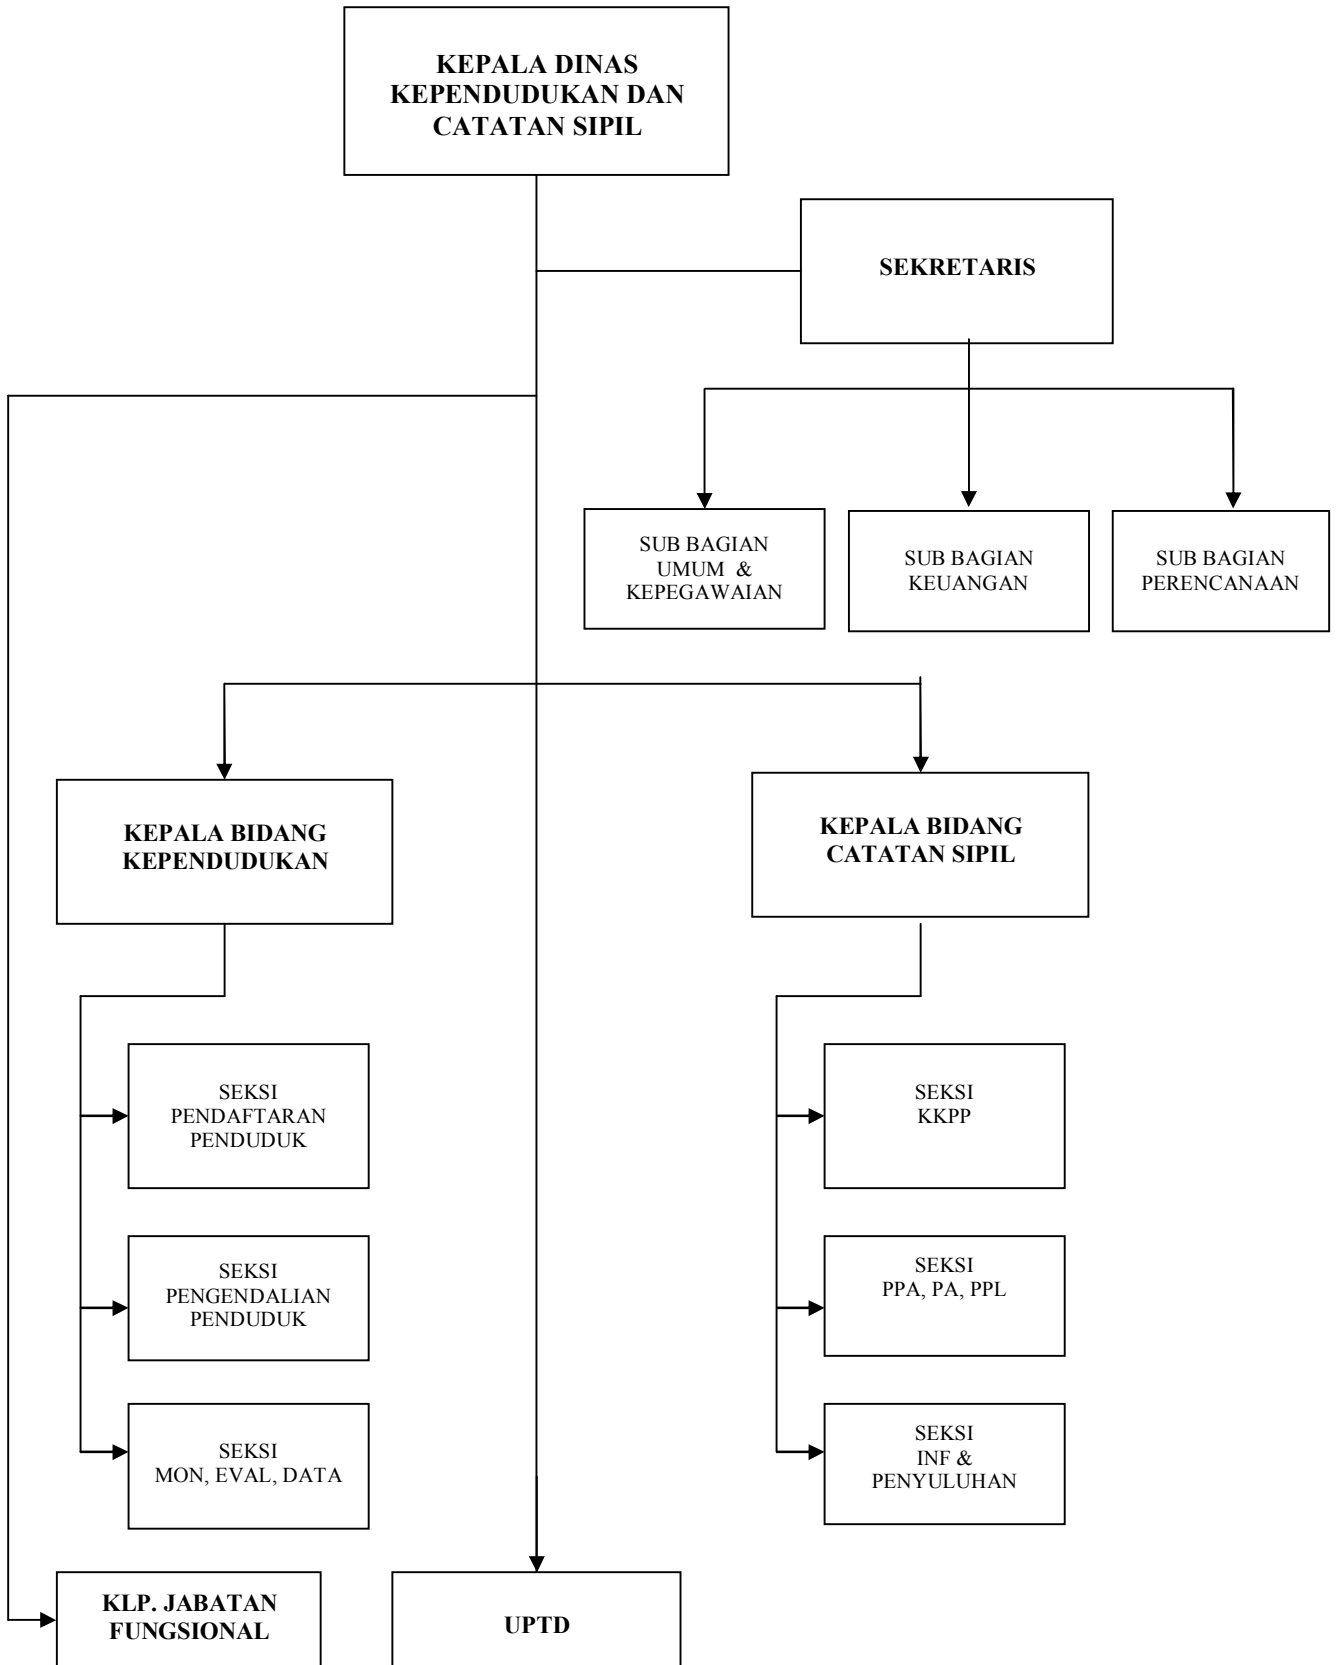 KEPALA DINAS
KEPENDUDUKAN DAN
CATATAN SIPIL
SEKRETARIS
SUB BAGIAN
UMUM &
KEPEGAWAIAN
SUB BAGIAN
KEUANGAN
SUB BAGIAN
PERENCANAAN
KEPALA BIDANG
KEPENDUDUKAN
KEPALA BIDANG
CATATAN SIPIL
SEKSI
PENDAFTARAN
PENDUDUK
SEKSI
KKPP
SEKSI
PENGENDALIAN
PENDUDUK
SEKSI
PPA, PA, PPL
SEKSI
MON, EVAL, DATA
SEKSI
INF &
PENYULUHAN
KLP. JABATAN
FUNGSIONAL
UPTD